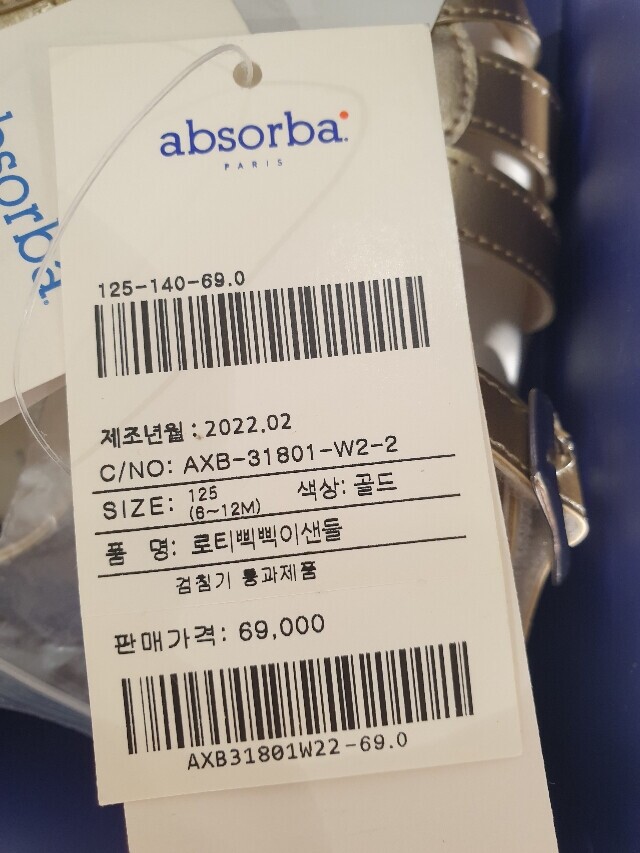 absorba.
PARIS
sorba.
125-140-69.0
제조년월 : 2022.02
C/NO: AXB-31801-W2-2
SIZE: 125 (6~12M) 색상: 골드
품 명: 로티삑삑이샌들
검침기 통과제품
판매가격: 69,000
AXB31801W22-69.0